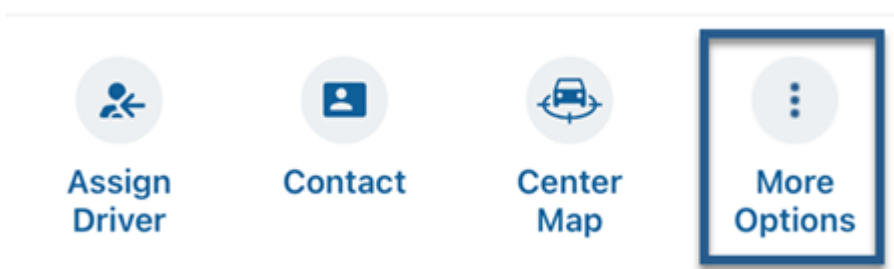 Assign
Driver
Contact
Center
Map
More
Options